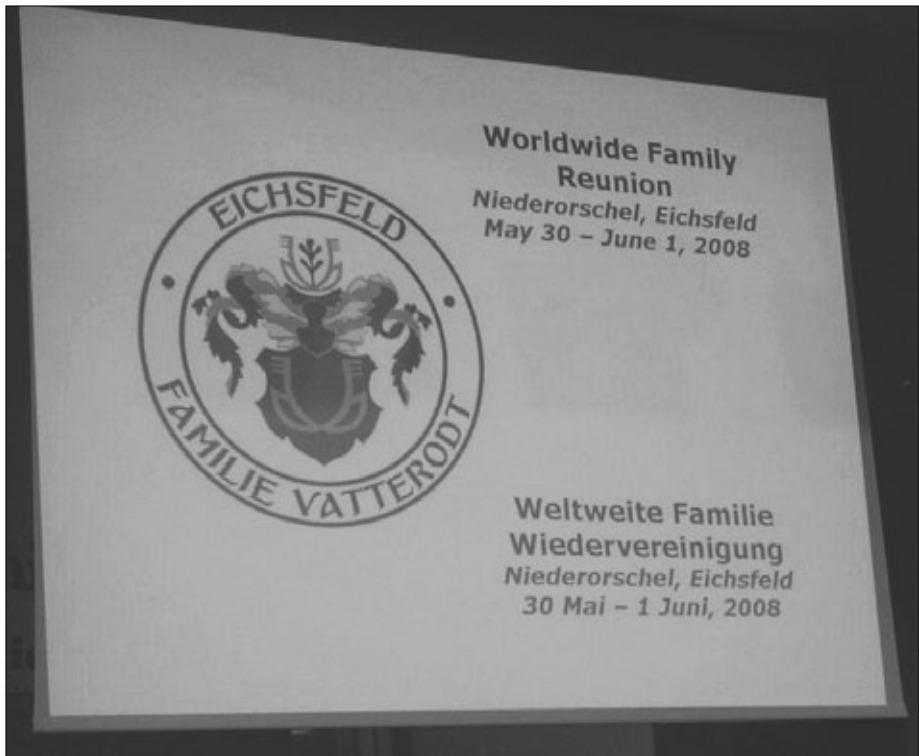 EICHSFELD
FAMILIE VATTERODT
Worldwide Family
Reunion
Niederorschel, Eichsfeld
May 30 – June 1, 2008
Weltweite Familie
Wiedervereinigung
Niederorschel, Eichsfeld
30 Mai – 1 Juni, 2008